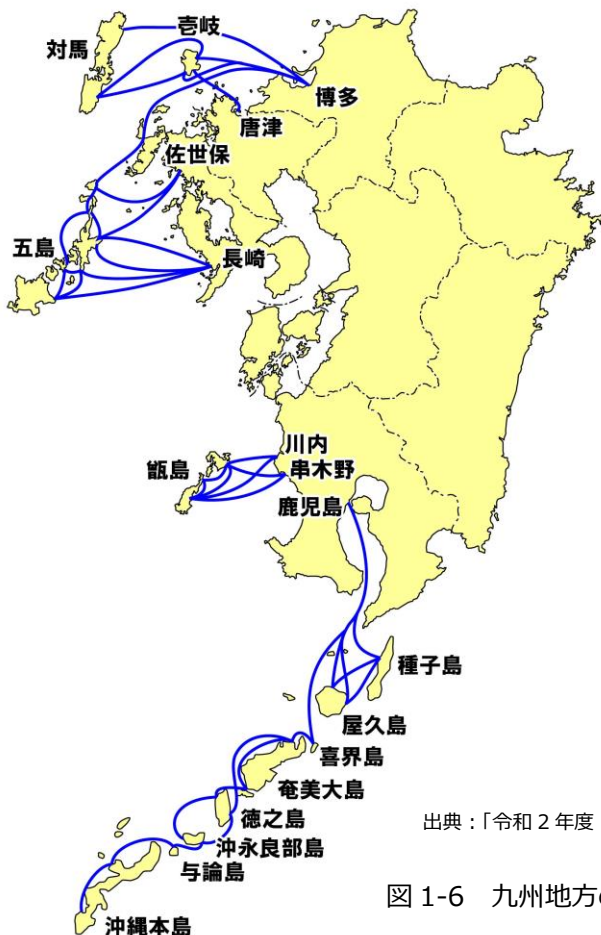 壱岐
対馬
博多
唐津
佐世保
五島
長崎
川内
甑島
串木野
鹿児島
種子島
屋久島
喜界島
奄美大島
徳之島
沖永良部島
与論島
沖縄本島
出典：「令和２年度
図 1-6 九州地方